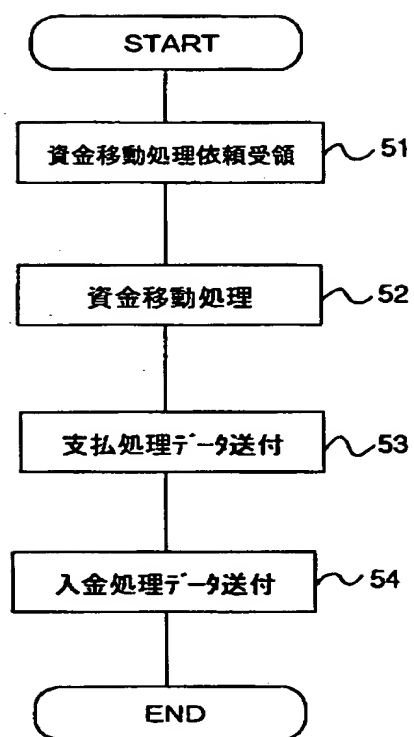 START
資金移動処理依頼受領
51
資金移動処理
52
支払処理データ送付
53
入金処理データ送付
54
END